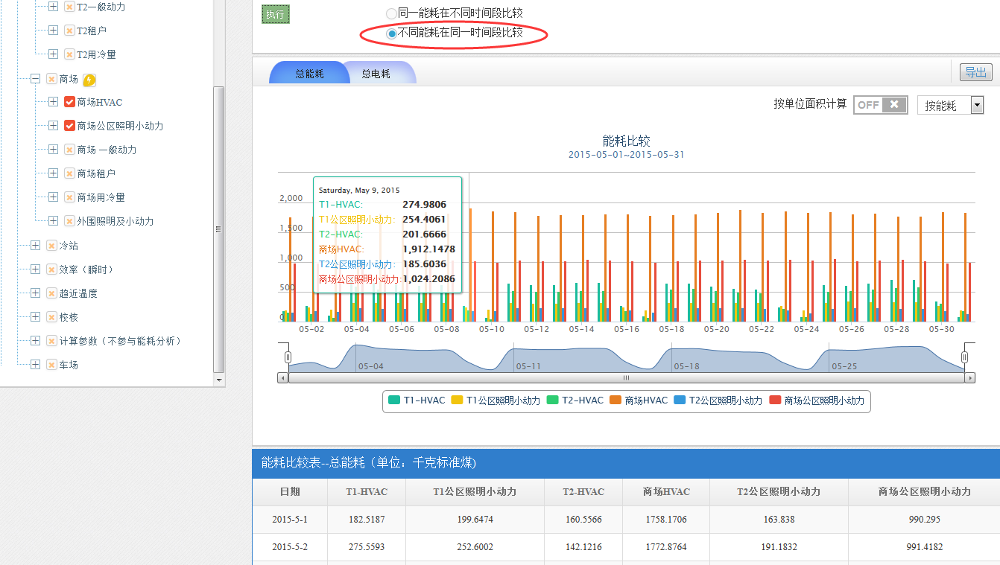 T2一般动力
T2租户
T2用冷量
商场
商场HVAC
商场公区照明小动力
商场 一般动力
商场租户
商场用冷量
外围照明及小动力
冷站
效率（瞬时）
趋近温度
校核
计算参数（不参与能耗分析）
车场
执行
同一能耗在不同时间段比较
不同能耗在同一时间段比较
总能耗 总电耗
导出
按单位面积计算 OFF 按能耗
能耗比较
2015-05-01~2015-05-31
2,000
1,500
1,000
500
0
Saturday, May 9, 2015
T1-HVAC: 274.9806
T1公区照明小动力: 254.4061
T2-HVAC: 201.6666
商场HVAC: 1,912.1478
T2公区照明小动力: 185.6036
商场公区照明小动力: 1,024.2086
05-02 05-04 05-06 05-08 05-10 05-12 05-14 05-16 05-18 05-20 05-22 05-24 05-26 05-28 05-30
05-04 05-11 05-18 05-25
T1-HVAC T1公区照明小动力 T2-HVAC 商场HVAC T2公区照明小动力 商场公区照明小动力
能耗比较表--总能耗（单位：千克标准煤)
日期 T1-HVAC T1公区照明小动力 T2-HVAC 商场HVAC T2公区照明小动力 商场公区照明小动力
2015-5-1 182.5187 199.6474 160.5566 1758.1706 163.838 990.295
2015-5-2 275.5593 252.6002 142.1216 1772.8764 191.1832 991.4182